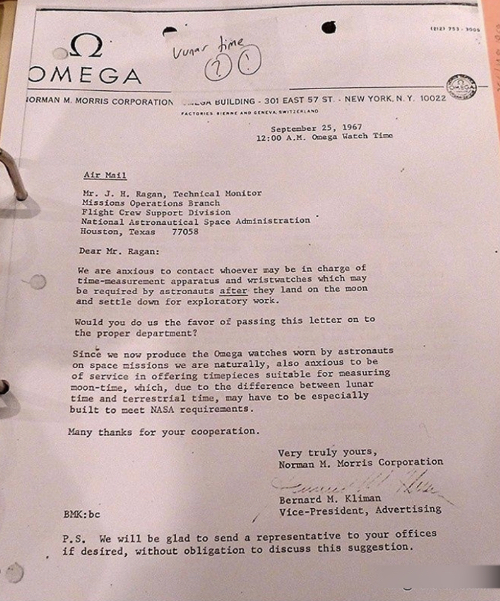 Lunar time
? !
(212) 753-3000
Ω
OMEGA
NORMAN M. MORRIS CORPORATION OMEGA BUILDING - 301 EAST 57 ST. - NEW YORK, N. Y. 10022
FACTORIES BIENNE AND GENEVA, SWITZERLAND
September 25, 1967
12:00 A.M. Omega Watch Time
Air Mail
Mr. J. H. Ragan, Technical Monitor
Missions Operations Branch
Flight Crew Support Division
National Astronautical Space Administration
Houston, Texas 77058
Dear Mr. Ragan:
We are anxious to contact whoever may be in charge of
time-measurement apparatus and wristwatches which may
be required by astronauts after they land on the moon
and settle down for exploratory work.
Would you do us the favor of passing this letter on to
the proper department?
Since we now produce the Omega watches worn by astronauts
on space missions we are naturally, also anxious to be
of service in offering timepieces suitable for measuring
moon-time, which, due to the difference between lunar
time and terrestrial time, may have to be especially
built to meet NASA requirements.
Many thanks for your cooperation.
Very truly yours,
Norman M. Morris Corporation
Bernard M. Kliman
Vice-President, Advertising
BMK:bc
P.S. We will be glad to send a representative to your offices
if desired, without obligation to discuss this suggestion.